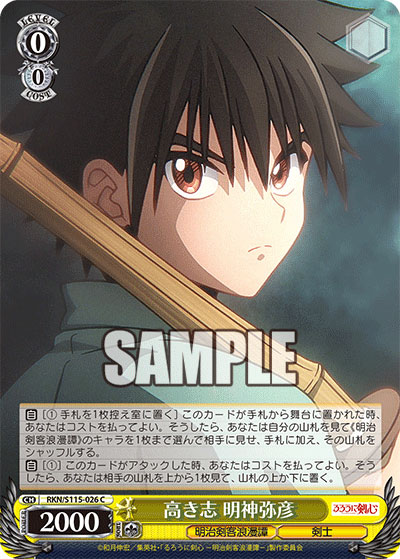 LEVEL
0
0
COST
SAMPLE
[① 手札を1枚控え室に置く] このカードが手札から舞台に置かれた時、
あなたはコストを払ってよい。そうしたら、あなたは自分の山札を見て《明治
剣客浪漫譚》のキャラを1枚まで選んで相手に見せ、手札に加え、その山札を
シャッフルする。
[①] このカードがアタックした時、あなたはコストを払ってよい。そうし
たら、あなたは相手の山札の上から1枚を、山札の上か下に置く。
CH RKN/S115-026 C
高き志 明神弥彦
るろうに剣心
POWER
2000
明治剣客浪漫譚
剣士
©和月伸宏/集英社・「るろうに剣心 -明治剣客浪漫譚-」製作委員会